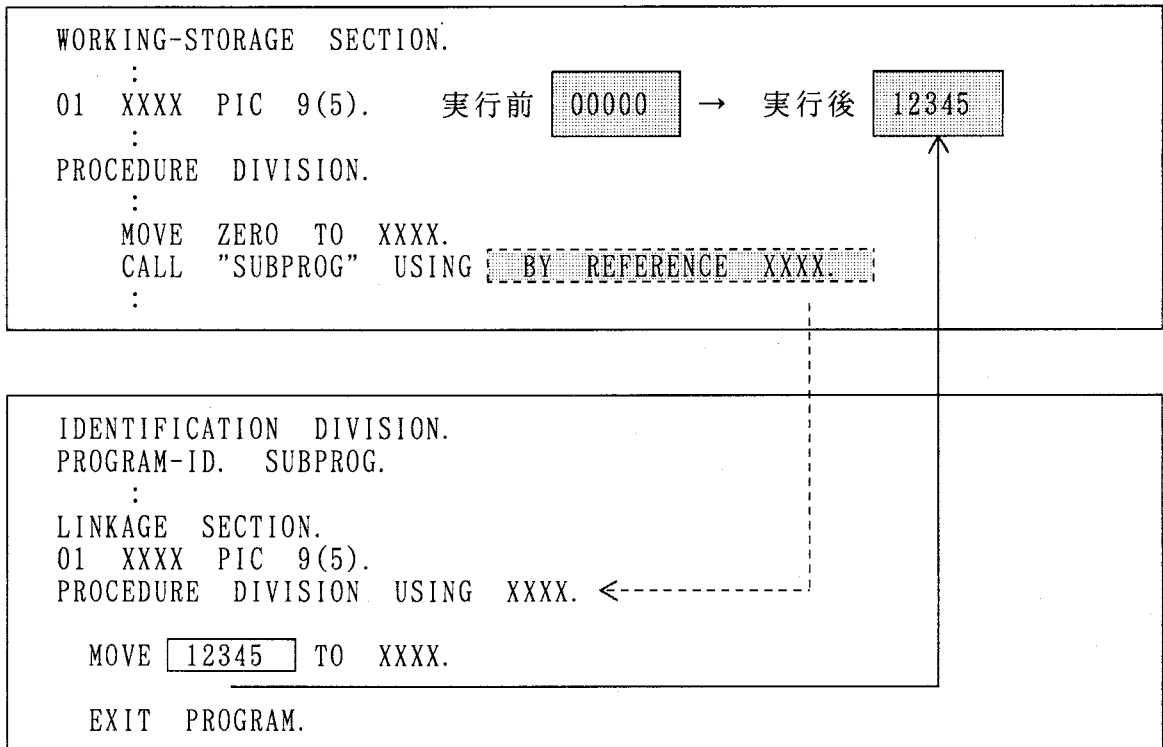 WORKING-STORAGE SECTION.
:
01 XXXX PIC 9(5). 実行前 00000 → 実行後 12345
:
PROCEDURE DIVISION.
:
MOVE ZERO TO XXXX.
CALL "SUBPROG" USING BY REFERENCE XXXX.
:
IDENTIFICATION DIVISION.
PROGRAM-ID. SUBPROG.
:
LINKAGE SECTION.
01 XXXX PIC 9(5).
PROCEDURE DIVISION USING XXXX.
MOVE 12345 TO XXXX.
EXIT PROGRAM.